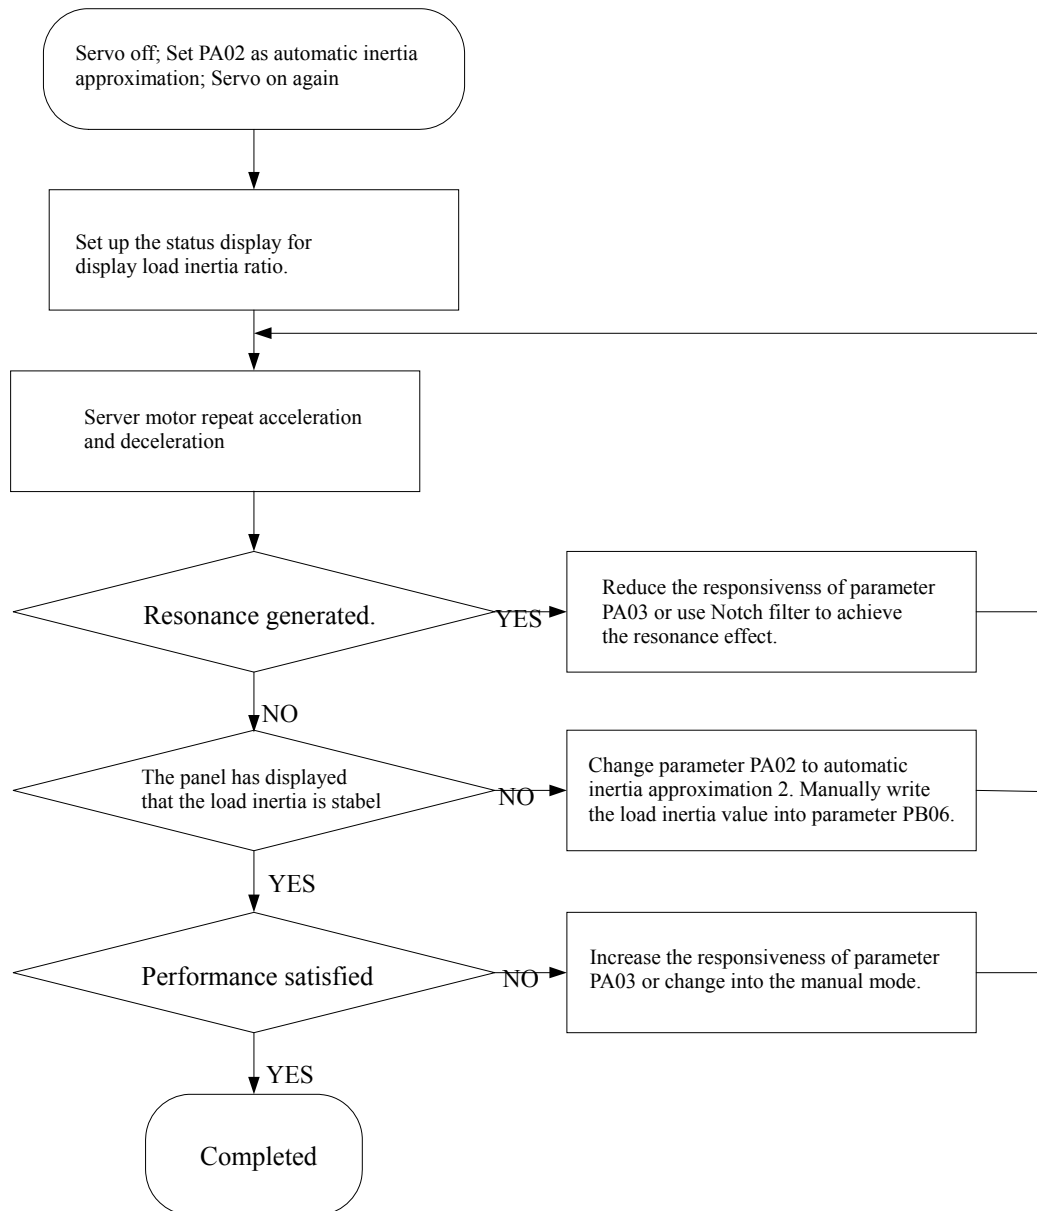 Servo off; Set PA02 as automatic inertia
approximation; Servo on again
Set up the status display for
display load inertia ratio.
Server motor repeat acceleration
and deceleration
Resonance generated.
YES
Reduce the responsivenss of parameter
PA03 or use Notch filter to achieve
the resonance effect.
NO
The panel has displayed
that the load inertia is stabel
NO
Change parameter PA02 to automatic
inertia approximation 2. Manually write
the load inertia value into parameter PB06.
YES
Performance satisfied
NO
Increase the responsiveness of parameter
PA03 or change into the manual mode.
YES
Completed